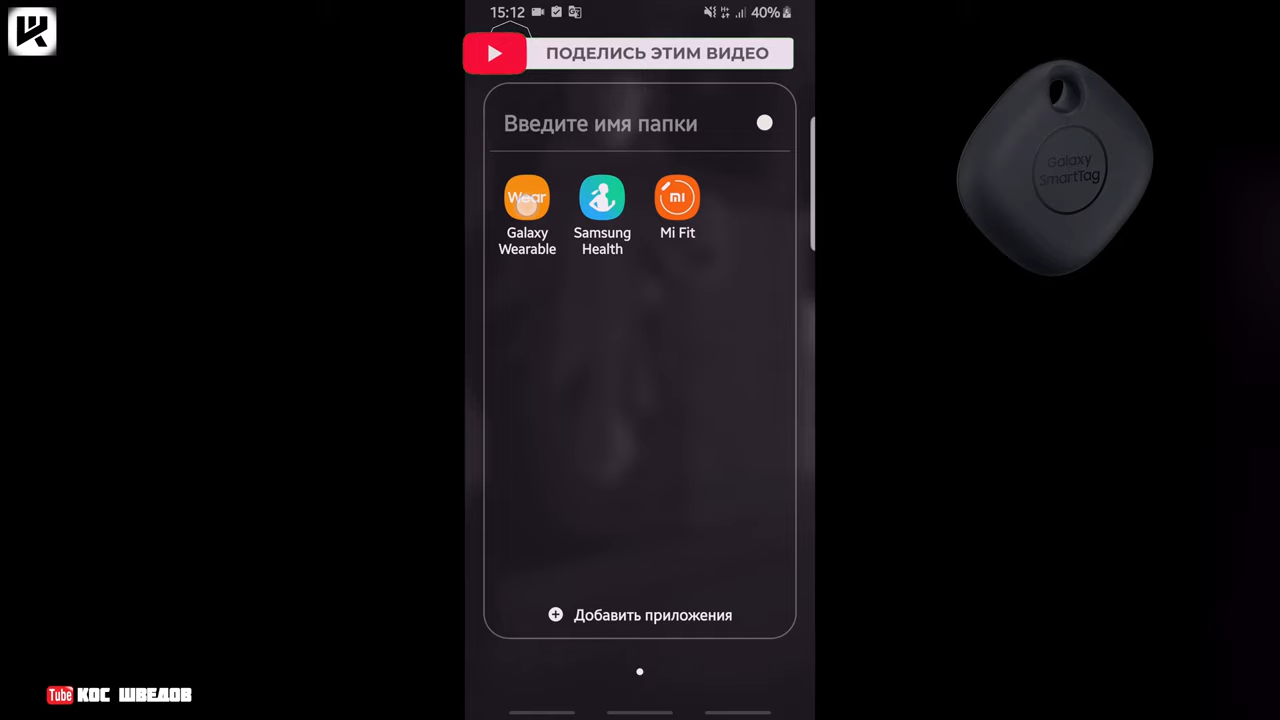 15:12
40%
ПОДЕЛИСЬ ЭТИМ ВИДЕО
Введите имя папки
Wear
mi
Galaxy
Wearable
Samsung
Health
Mi Fit
Galaxy
SmartTag
Добавить приложения
Tube КОС ШВЕДОВ